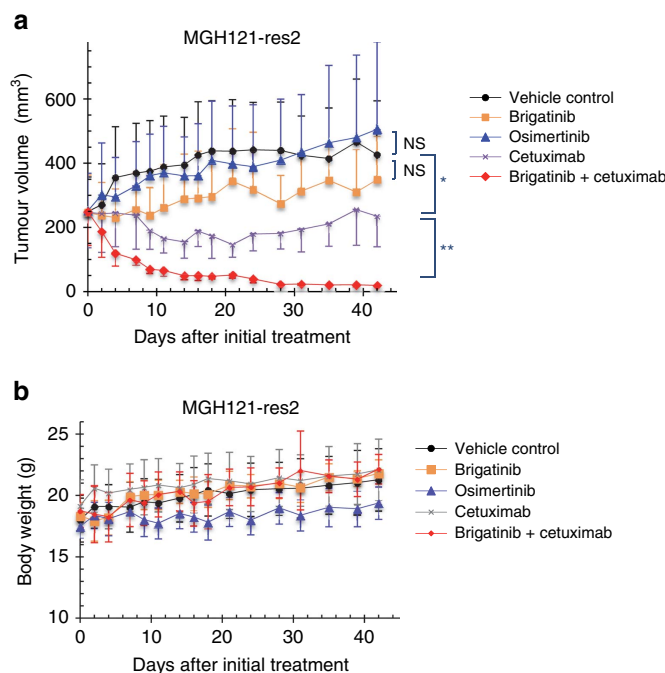 a
MGH121-res2
Tumour volume (mm³)
600
400
200
0
0 10 20 30 40
Days after initial treatment
NS
NS
*
**
Vehicle control
Brigatinib
Osimertinib
Cetuximab
Brigatinib + cetuximab
b
MGH121-res2
Body weight (g)
25
20
15
10
0 10 20 30 40
Days after initial treatment
Vehicle control
Brigatinib
Osimertinib
Cetuximab
Brigatinib + cetuximab